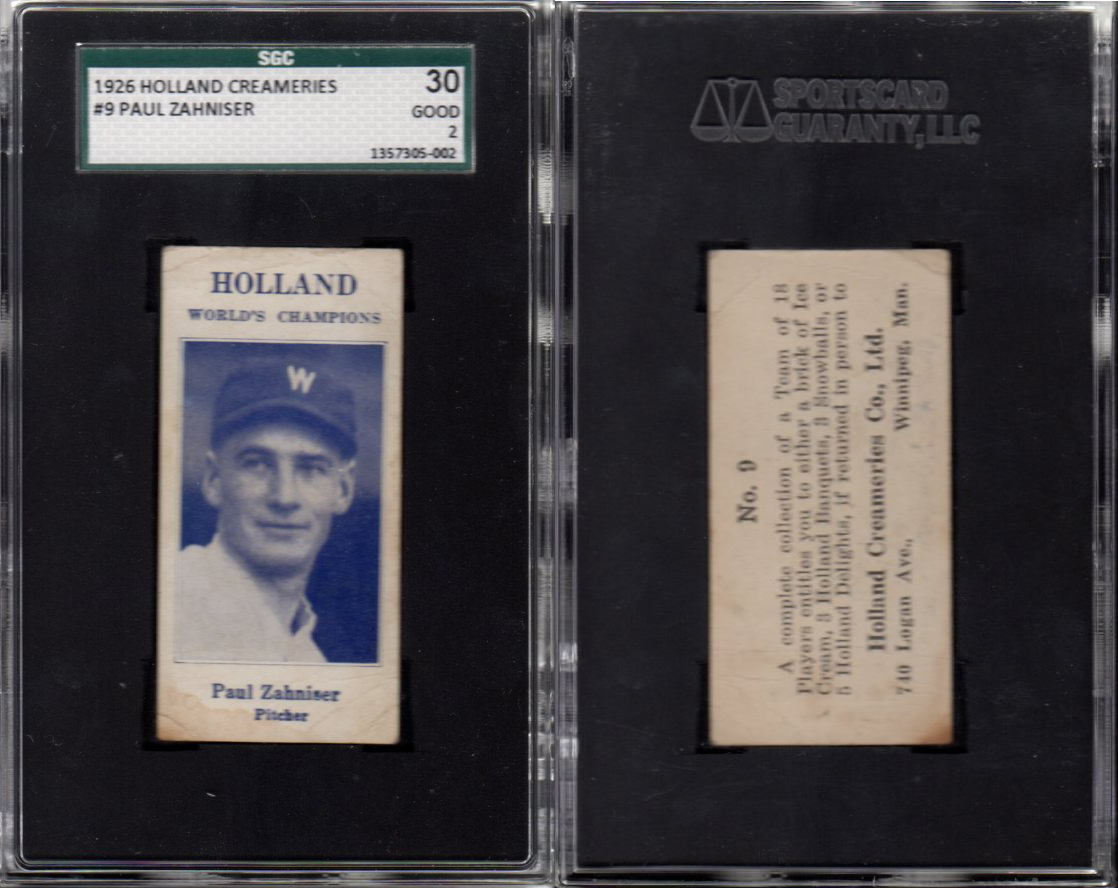 SGC
1926 HOLLAND CREAMERIES
30
#9 PAUL ZAHNISER
GOOD
2
1357305-002
HOLLAND
WORLD'S CHAMPIONS
W
Paul Zahniser
Pitcher
SPORTSCARD
GUARANTY, LLC
No. 9
A complete collection of a Team of 18
Players entitles you to either a brick of Ice
Cream, 3 Holland Banquets, 3 Snowballs, or
5 Holland Delights, if returned in person to
Holland Creameries Co., Ltd.
740 Logan Ave., Winnipeg, Man.